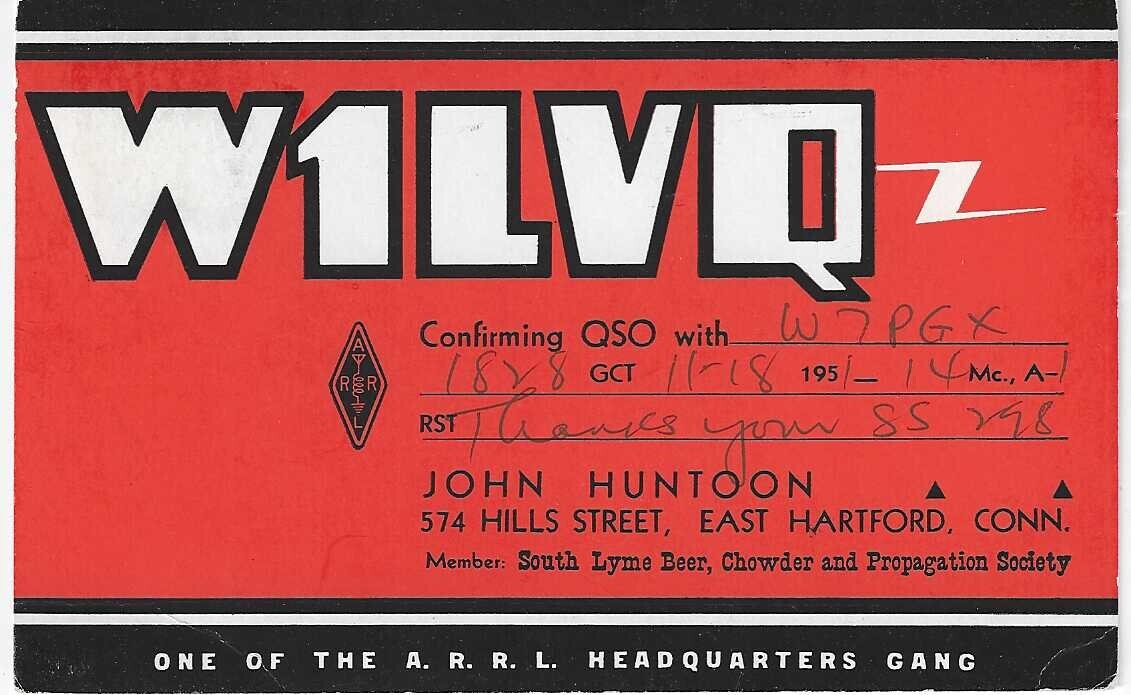 W1LVQ
Confirming QSO with W7PGX
1828 GCT 11-18 1951 — 14 Mc., A-1
RST Thanks your SS 298
A
R R
L
JOHN HUNTOON
574 HILLS STREET, EAST HARTFORD, CONN.
Member: South Lyme Beer, Chowder and Propagation Society
ONE OF THE A. R. R. L. HEADQUARTERS GANG